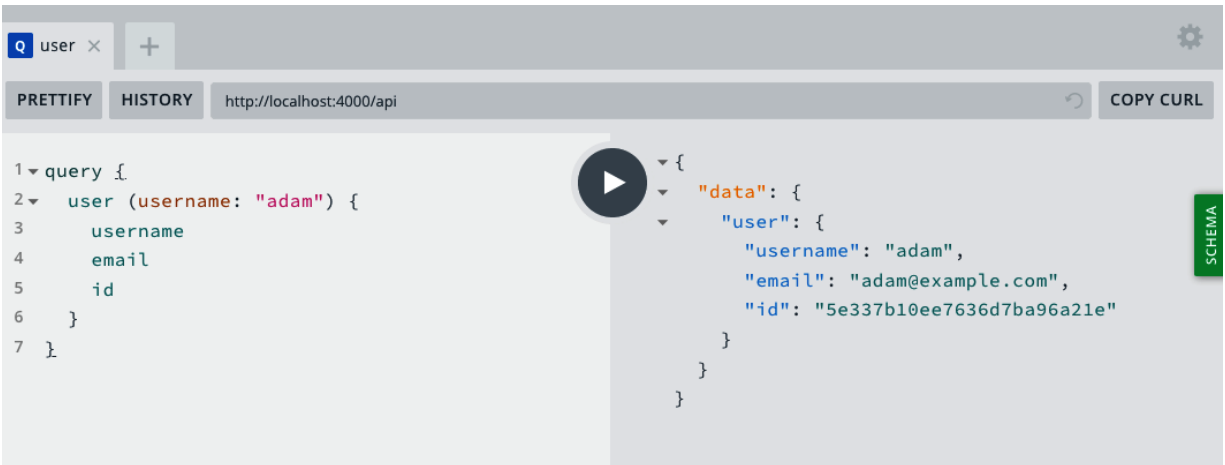 Q user ×
PRETTIFY HISTORY http://localhost:4000/api COPY CURL
1 query {
2 user (username: "adam") {
3 username
4 email
5 id
6 }
7 }
{
"data": {
"user": {
"username": "adam",
"email": "adam@example.com",
"id": "5e337b10ee7636d7ba96a21e"
}
}
}
SCHEMA